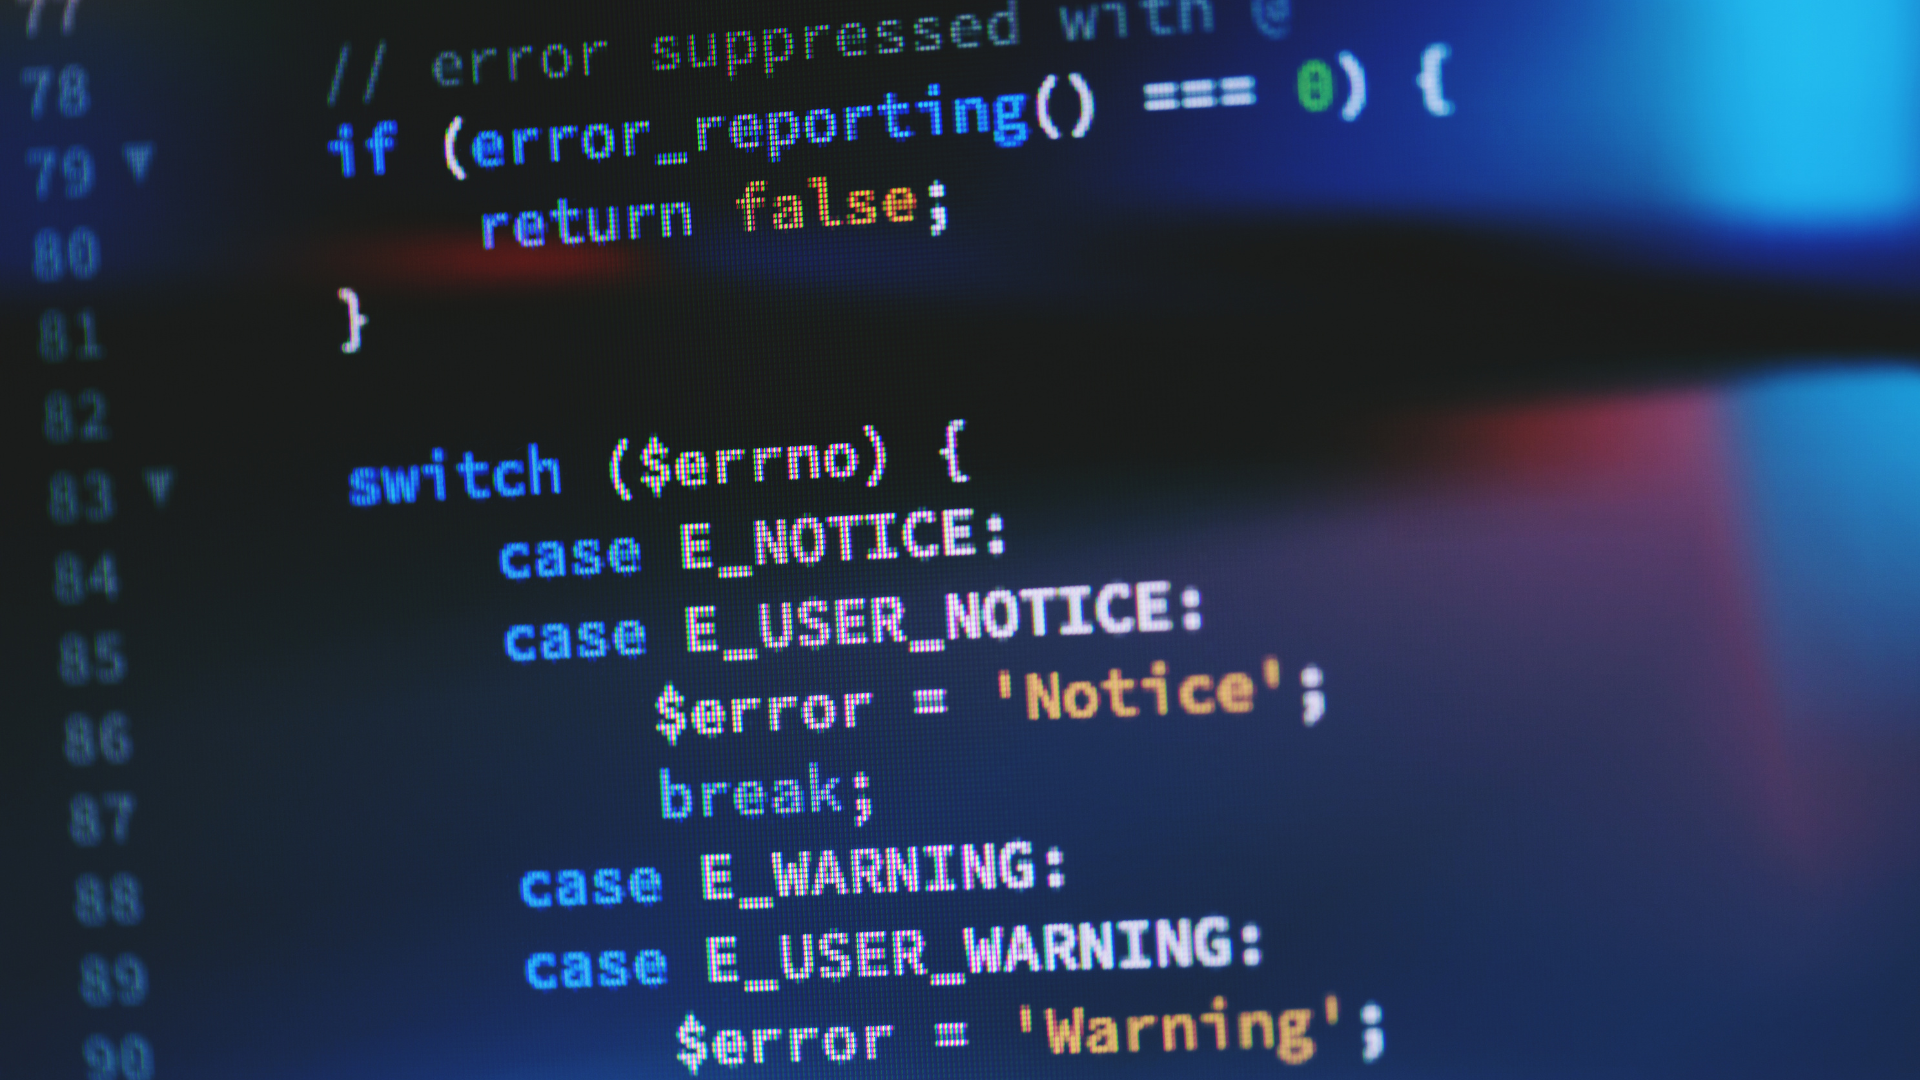 77 // error suppressed with @
78 if (error_reporting() === 0) {
79 return false;
80 }
81
82 switch ($errno) {
83 case E_NOTICE:
84 case E_USER_NOTICE:
85 $error = 'Notice';
86 break;
87 case E_WARNING:
88 case E_USER_WARNING:
89 $error = 'Warning';
90